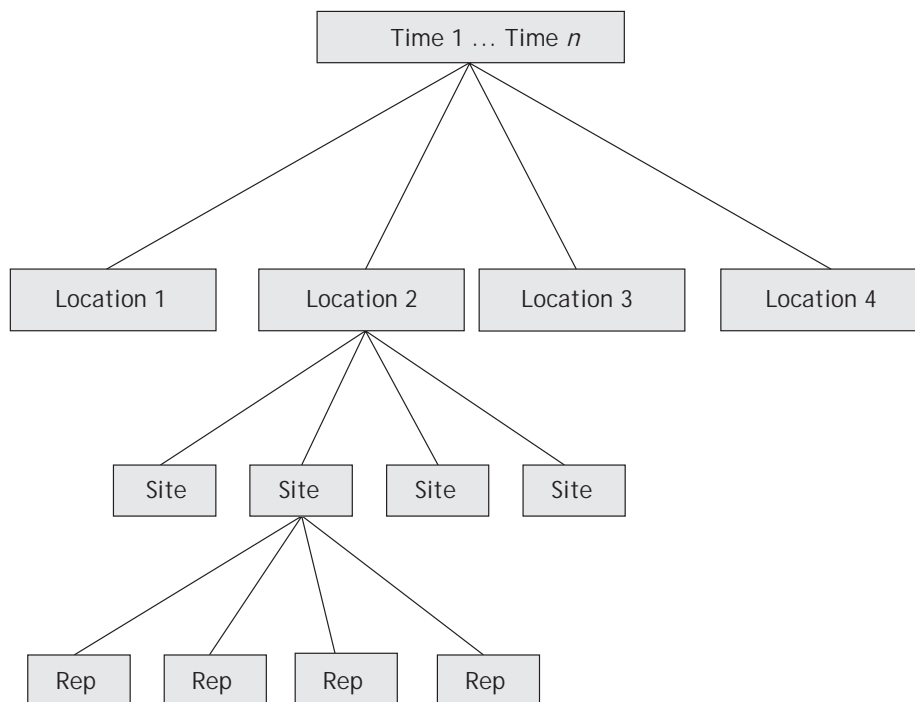 Time 1 … Time n
Location 1
Location 2
Location 3
Location 4
Site
Site
Site
Site
Rep
Rep
Rep
Rep